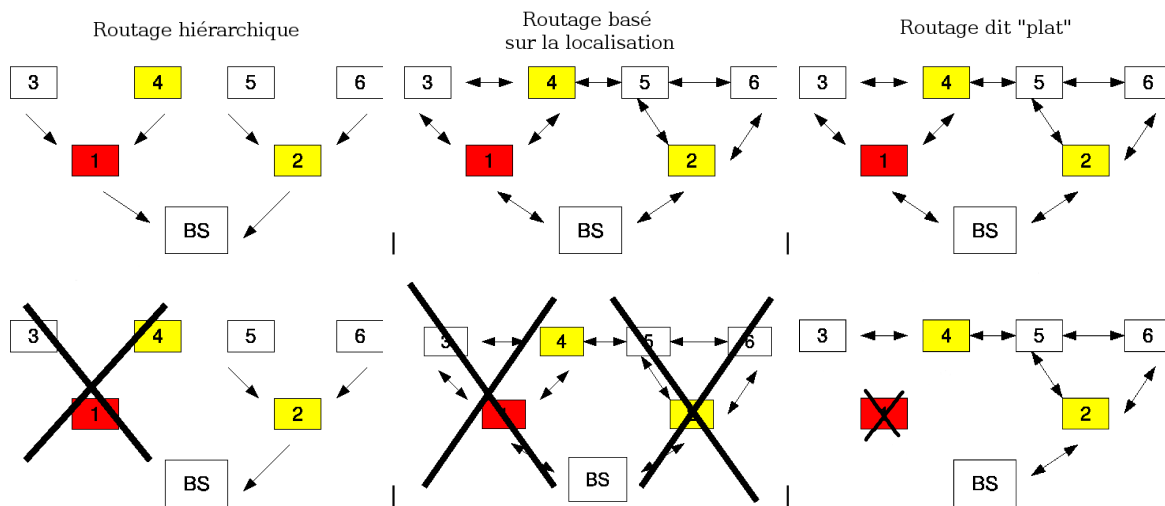 Routage hiérarchique
Routage basé
sur la localisation
Routage dit "plat"
3 4 5 6
3 4 5 6
3 4 5 6
1 2
1 2
1 2
BS
BS
BS
3 4 5 6
3 4 5 6
3 4 5 6
1 2
2
BS
BS
BS